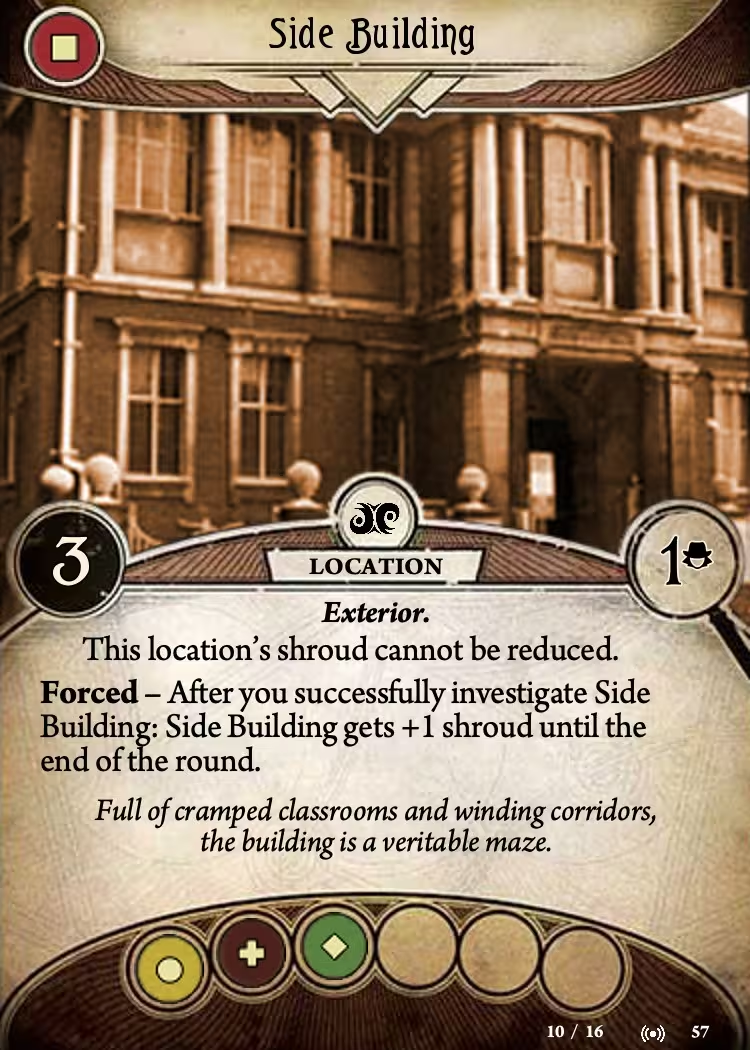 Side Building
3
LOCATION
1
Exterior.
This location's shroud cannot be reduced.
Forced – After you successfully investigate Side
Building: Side Building gets +1 shroud until the
end of the round.
Full of cramped classrooms and winding corridors,
the building is a veritable maze.
10 / 16 57